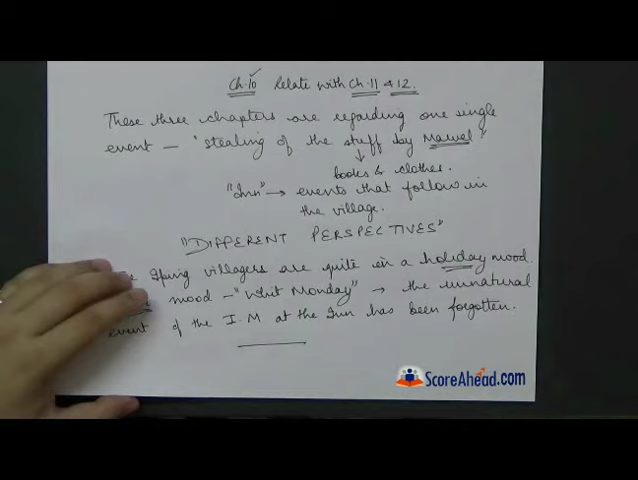 Ch.10 Relate with Ch.11 & 12.
These three chapters are regarding one single
event — "stealing of the stuff by Marvel"
books & clothes.
"Inn" → events that follow in
the village.
"DIFFERENT PERSPECTIVES"
Iping villagers are quite in a holiday mood.
mood - "Whit Monday" → the unnatural
event of the I.M at the Inn has been forgotten.
ScoreAhead.com